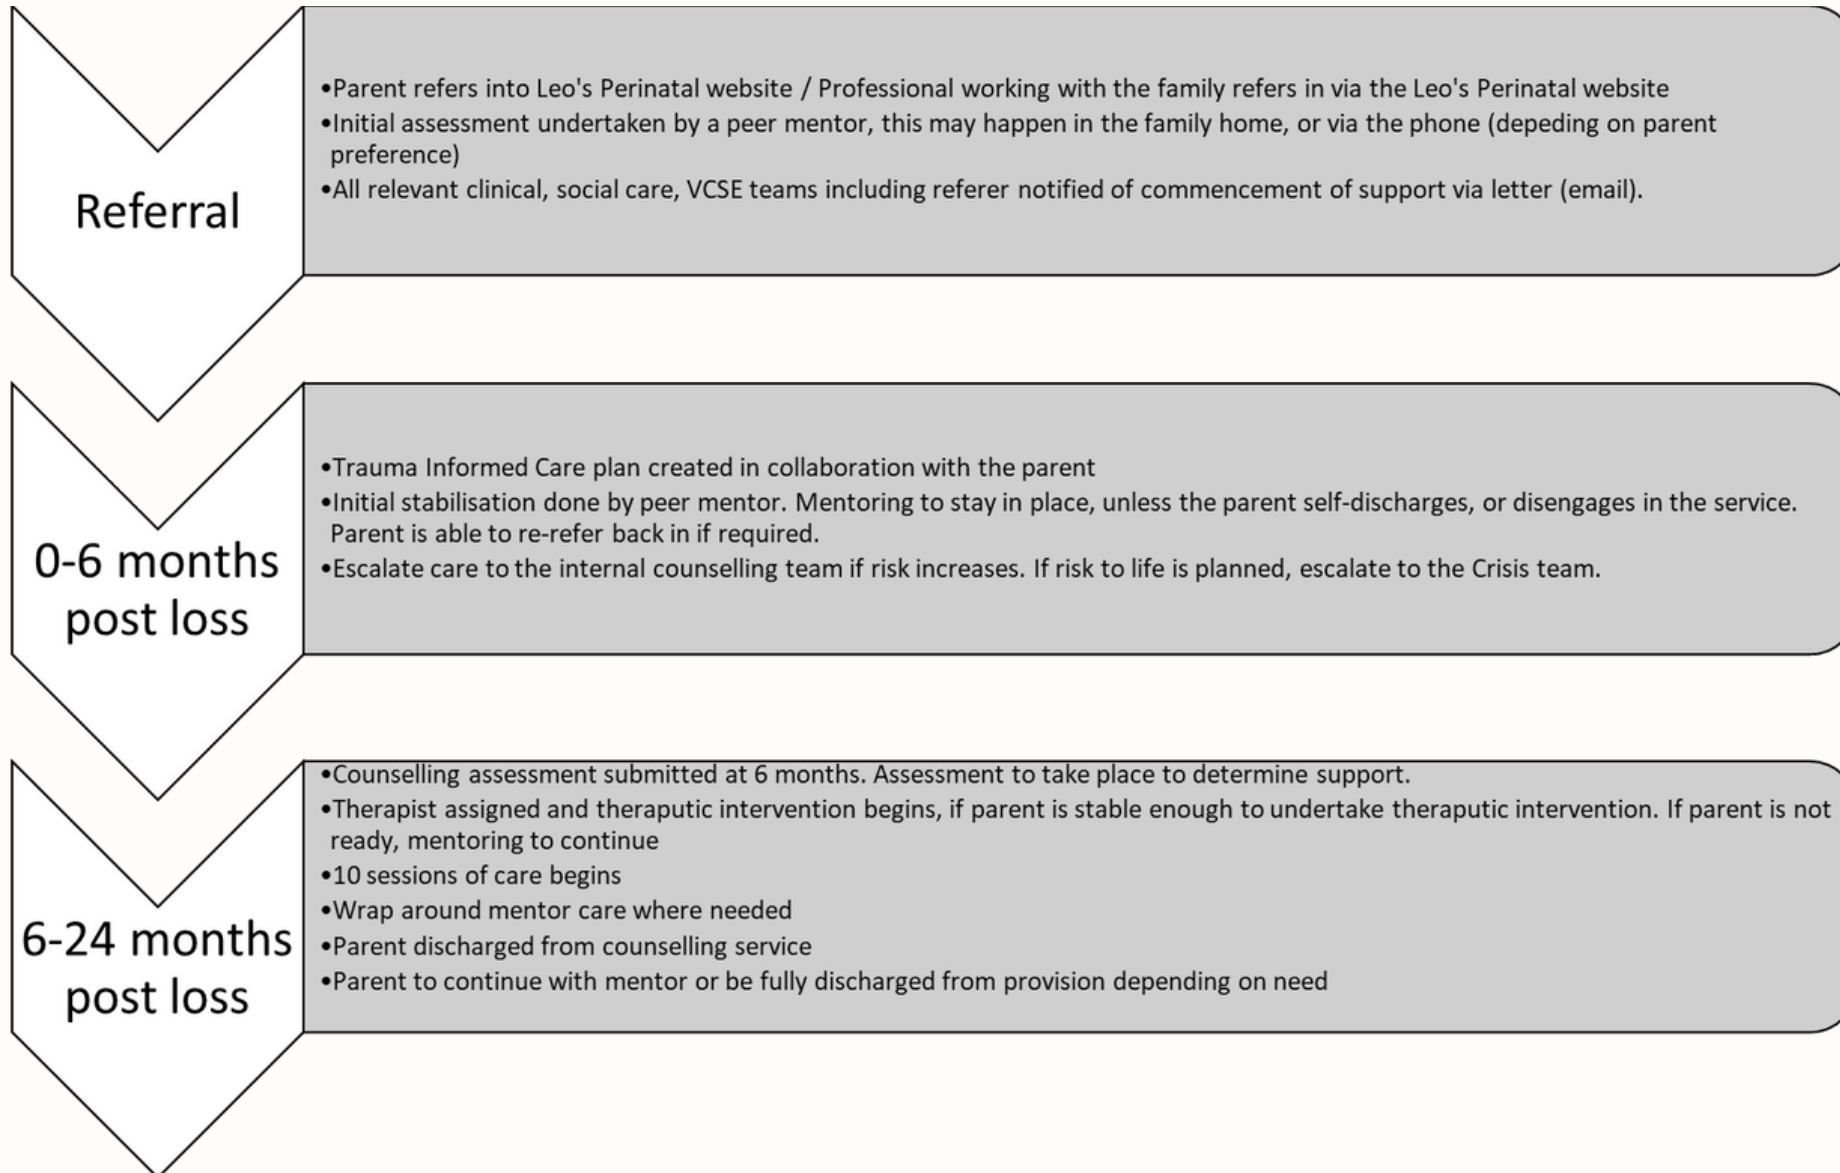 Referral
•Parent refers into Leo's Perinatal website / Professional working with the family refers in via the Leo's Perinatal website
•Initial assessment undertaken by a peer mentor, this may happen in the family home, or via the phone (depeding on parent
preference)
•All relevant clinical, social care, VCSE teams including referer notified of commencement of support via letter (email).
0-6 months
post loss
•Trauma Informed Care plan created in collaboration with the parent
•Initial stabilisation done by peer mentor. Mentoring to stay in place, unless the parent self-discharges, or disengages in the service.
Parent is able to re-refer back in if required.
•Escalate care to the internal counselling team if risk increases. If risk to life is planned, escalate to the Crisis team.
6-24 months
post loss
•Counselling assessment submitted at 6 months. Assessment to take place to determine support.
•Therapist assigned and theraputic intervention begins, if parent is stable enough to undertake theraputic intervention. If parent is not
ready, mentoring to continue
•10 sessions of care begins
•Wrap around mentor care where needed
•Parent discharged from counselling service
•Parent to continue with mentor or be fully discharged from provision depending on need